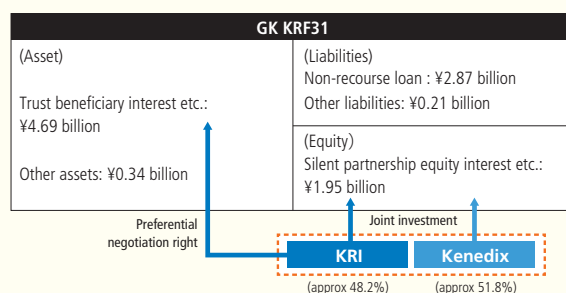 GK KRF31
(Asset)
Trust beneficiary interest etc.:
¥4.69 billion
Other assets: ¥0.34 billion
(Liabilities)
Non-recourse loan : ¥2.87 billion
Other liabilities: ¥0.21 billion
(Equity)
Silent partnership equity interest etc.:
¥1.95 billion
Preferential
negotiation right
Joint investment
KRI
Kenedix
(approx 48.2%)
(approx 51.8%)